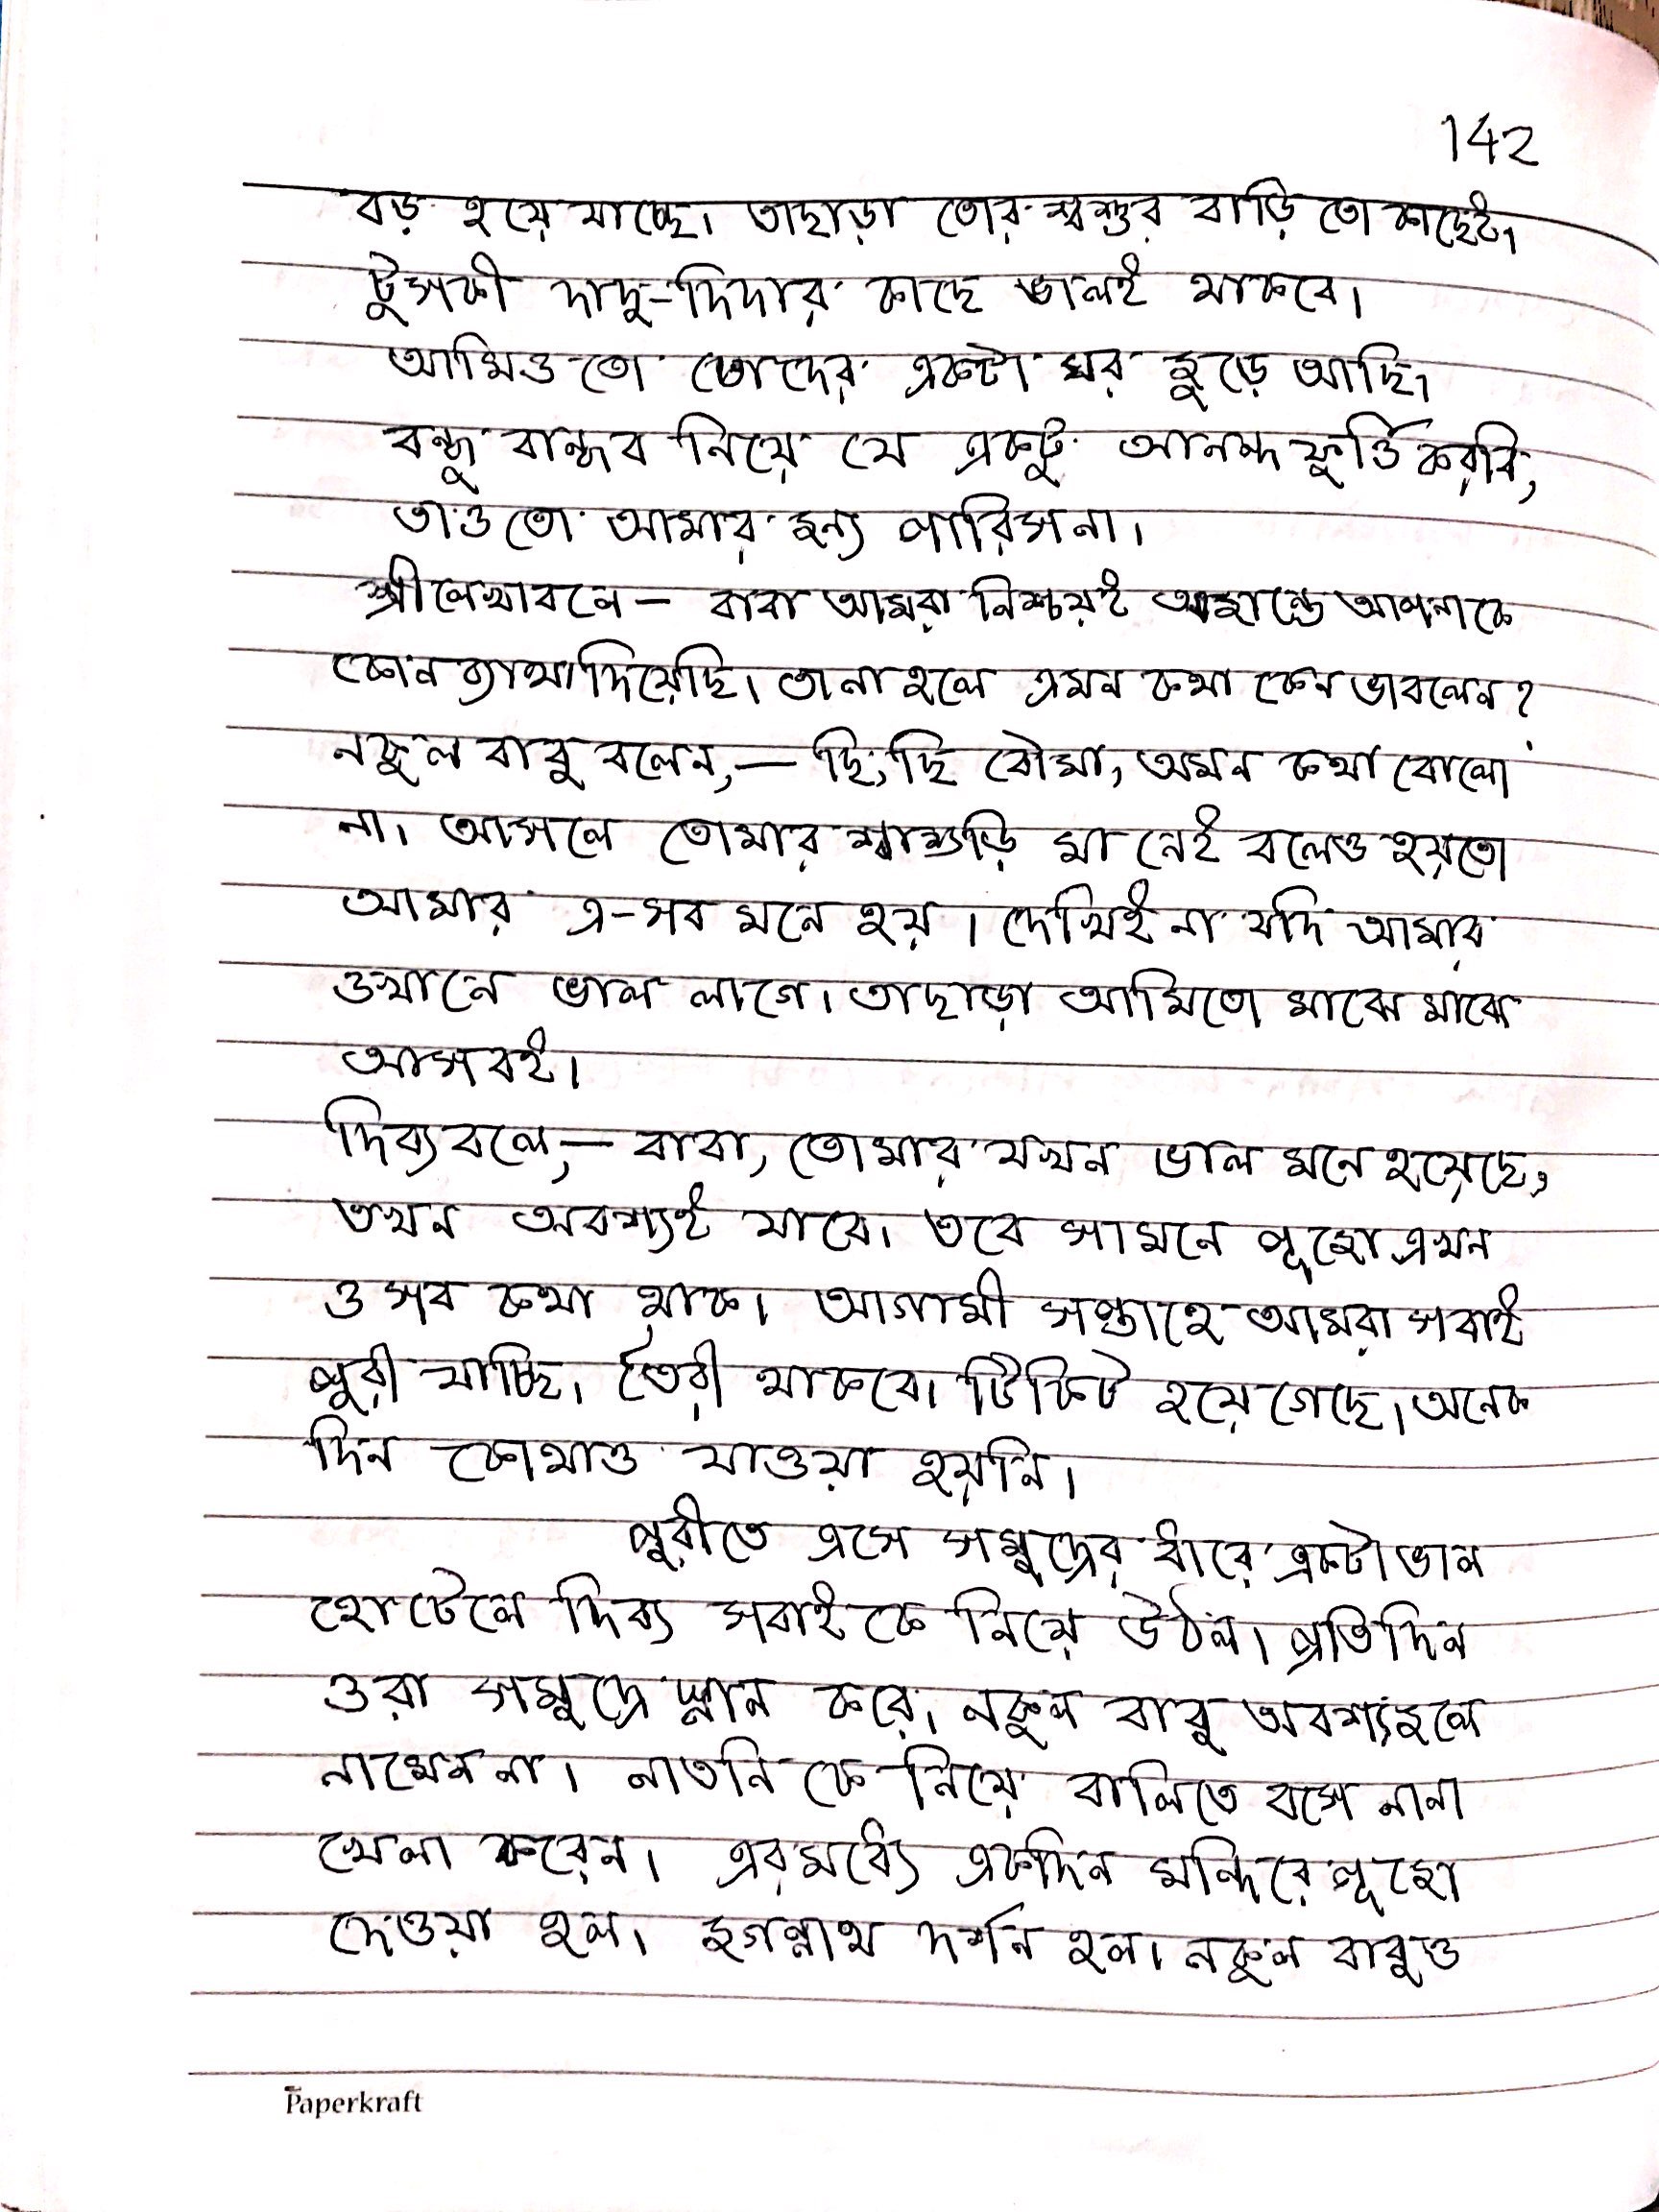 142
বড় হয়ে যাচ্ছে। তাছাড়া তোর শ্বশুর বাড়ি তো কাছেই।
টুসকী দাদু-দিদার কাছে ভালই থাকবে।
আমিও তো তোদের একটা ঘর জুড়ে আছি।
বন্ধু বান্ধব নিয়ে যে একটু আনন্দ ফুর্তি করবি,
তাও তো আমার জন্য পারিসনা।
শ্রীলেখা বলে – বাবা আমরা নিশ্চয়ই অজান্তে আপনাকে
কোন ব্যাথা দিয়েছি। তা না হলে এমন কথা কেন ভাবলেন?
নকুল বাবু বলেন, — ছি, ছি বৌমা, অমন কথা বোলো
না। আসলে তোমার শ্বাশুড়ি মা নেই বলেও হয়তো
আমার এ-সব মনে হয়। দেখিই না যদি আমার
ওখানে ভাল লাগে। তাছাড়া আমিতো মাঝে মাঝে
আসবই।
দিব্য বলে, — বাবা, তোমার যখন ভাল মনে হয়েছে,
তখন অবশ্যই যাবে। তবে সামনে পূজো এখন
ও সব কথা থাক। আগামী সপ্তাহে আমরা সবাই
পুরী যাচ্ছি। তৈরী থাকবে। টিকিট হয়ে গেছে। অনেক
দিন কোথাও যাওয়া হয়নি।
পুরীতে এসে সমুদ্রের ধারে একটা ভাল
হোটেলে দিব্য সবাইকে নিয়ে উঠল। প্রতিদিন
ওরা সমুদ্রে স্নান করে। নকুল বাবু অবশ্য জলে
নামেন না। নাতনি কে নিয়ে বালিতে বসে নানা
খেলা করেন। এর মধ্যে একদিন মন্দিরে পূজো
দেওয়া হল। জগন্নাথ দর্শন হল। নকুল বাবুও
Paperkraft